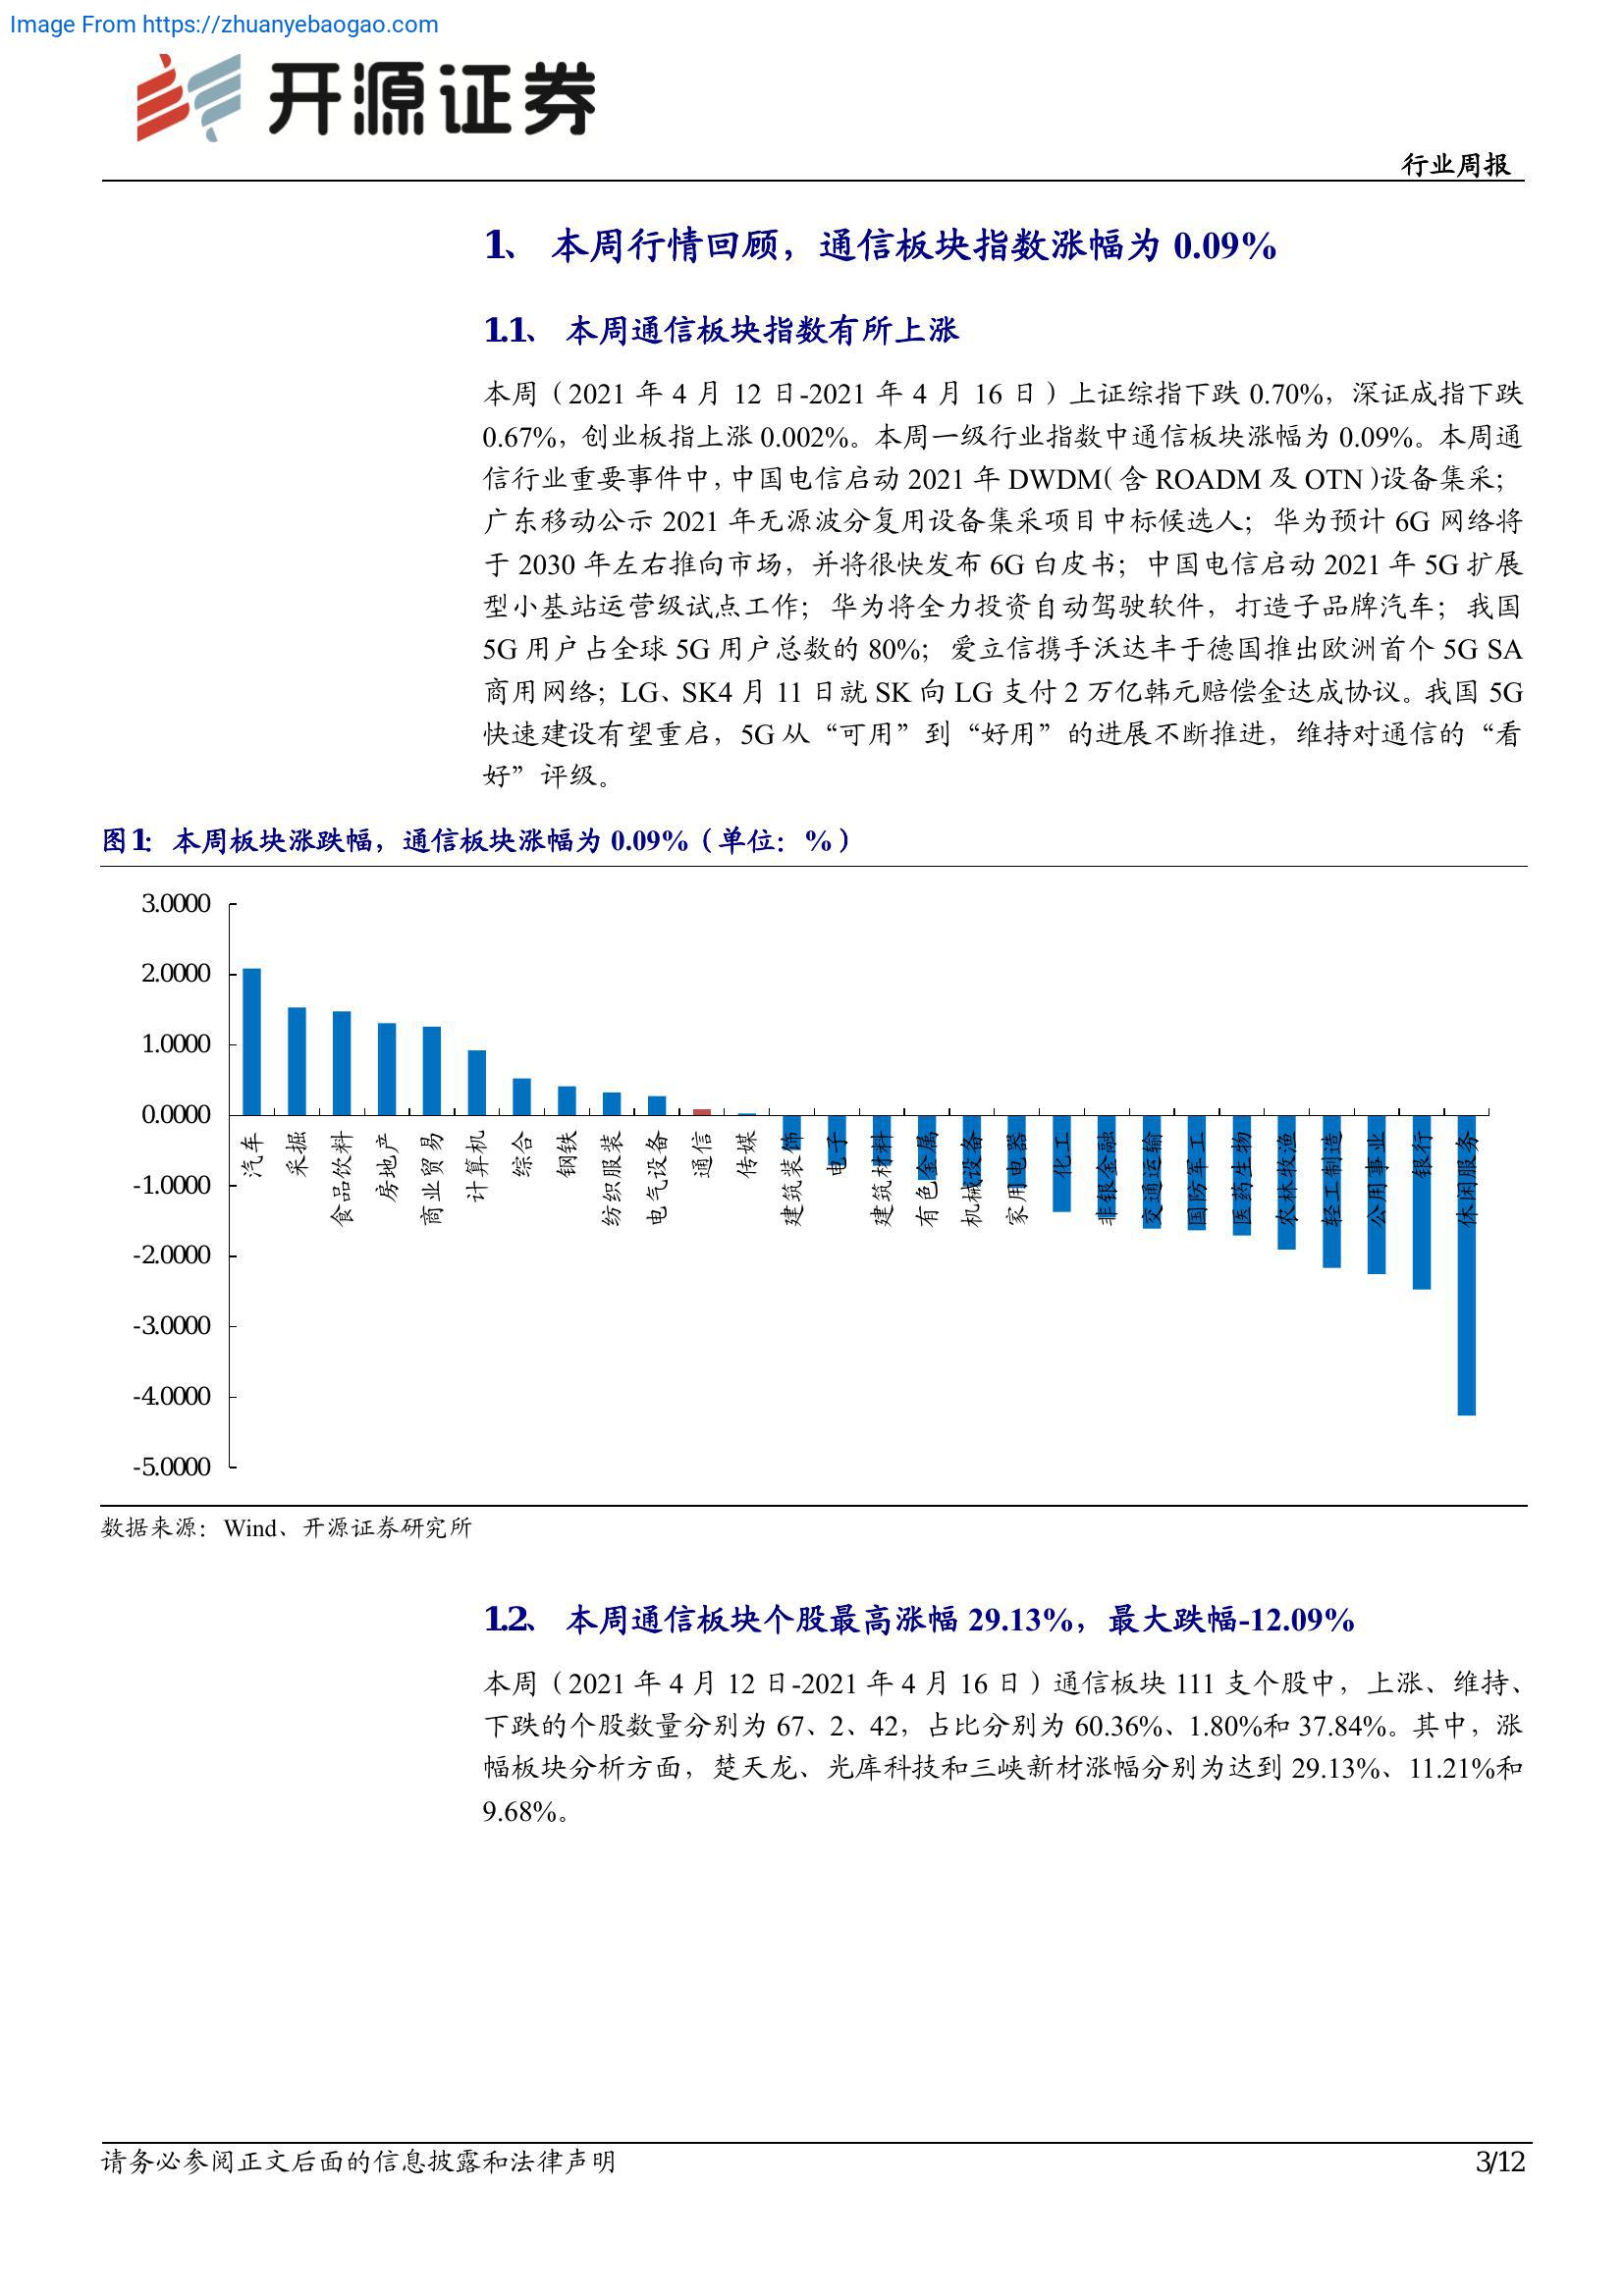 Image From https://zhuanyebaogao.com
开源证券
行业周报
1、 本周行情回顾，通信板块指数涨幅为 0.09%
1.1、 本周通信板块指数有所上涨
本周（2021 年 4 月 12 日-2021 年 4 月 16 日）上证综指下跌 0.70%，深证成指下跌
0.67%，创业板指上涨 0.002%。本周一级行业指数中通信板块涨幅为 0.09%。本周通
信行业重要事件中，中国电信启动 2021 年 DWDM（含 ROADM 及 OTN）设备集采；
广东移动公示 2021 年无源波分复用设备集采项目中标候选人；华为预计 6G 网络将
于 2030 年左右推向市场，并将很快发布 6G 白皮书；中国电信启动 2021 年 5G 扩展
型小基站运营级试点工作；华为将全力投资自动驾驶软件，打造子品牌汽车；我国
5G 用户占全球 5G 用户总数的 80%；爱立信携手沃达丰于德国推出欧洲首个 5G SA
商用网络；LG、SK4 月 11 日就 SK 向 LG 支付 2 万亿韩元赔偿金达成协议。我国 5G
快速建设有望重启，5G 从“可用”到“好用”的进展不断推进，维持对通信的“看
好”评级。
图1：本周板块涨跌幅，通信板块涨幅为 0.09%（单位：%）
3.0000
2.0000
1.0000
0.0000
-1.0000
-2.0000
-3.0000
-4.0000
-5.0000
汽车
采掘
食品饮料
房地产
商业贸易
计算机
综合
钢铁
纺织服装
电气设备
通信
传媒
建筑装饰
电子
建筑材料
有色金属
机械设备
家用电器
化工
非银金融
交通运输
国防军工
医药生物
农林牧渔
轻工制造
公用事业
银行
休闲服务
数据来源：Wind、开源证券研究所
1.2、 本周通信板块个股最高涨幅 29.13%，最大跌幅-12.09%
本周（2021 年 4 月 12 日-2021 年 4 月 16 日）通信板块 111 支个股中，上涨、维持、
下跌的个股数量分别为 67、2、42，占比分别为 60.36%、1.80%和 37.84%。其中，涨
幅板块分析方面，楚天龙、光库科技和三峡新材涨幅分别为达到 29.13%、11.21%和
9.68%。
请务必参阅正文后面的信息披露和法律声明
3/12